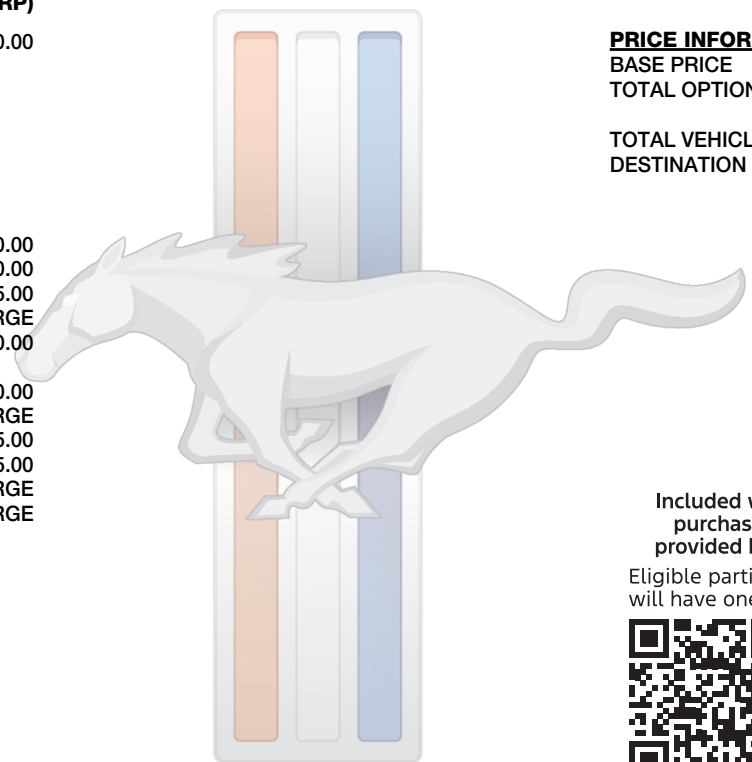 RP)
0.00
0.00
0.00
5.00
RGE
0.00
0.00
RGE
5.00
5.00
RGE
RGE
PRICE INFOR
BASE PRICE
TOTAL OPTION
TOTAL VEHICL
DESTINATION
Included w
purchas
provided b
Eligible parti
will have one